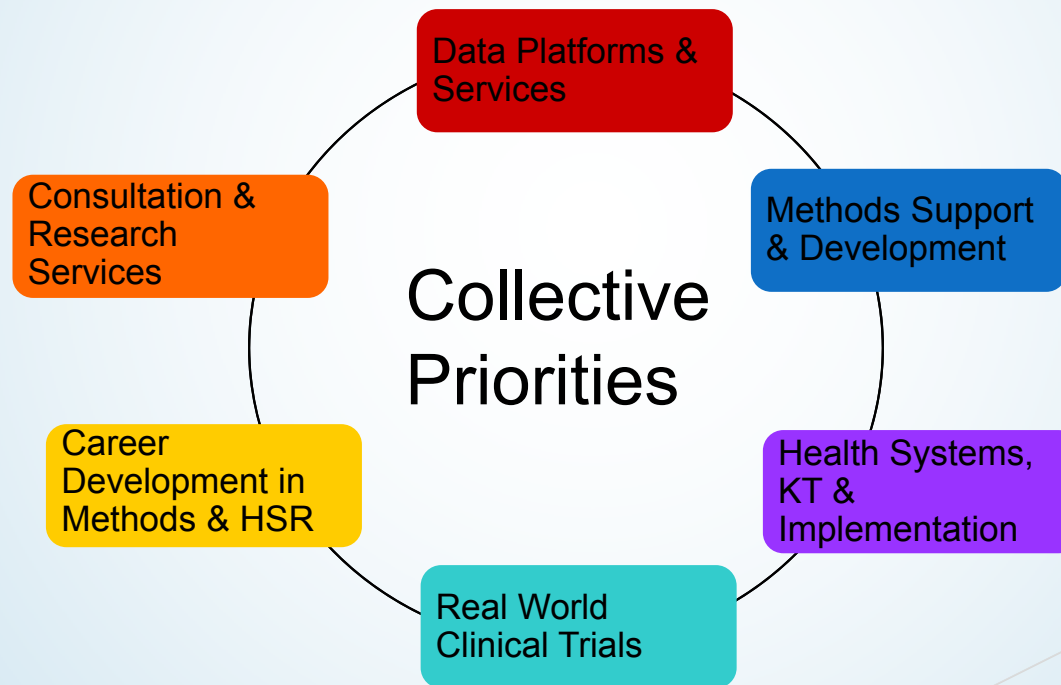 Data Platforms &
Services
Consultation &
Research
Services
Methods Support
& Development
Collective
Priorities
Career
Development in
Methods & HSR
Health Systems,
KT &
Implementation
Real World
Clinical Trials